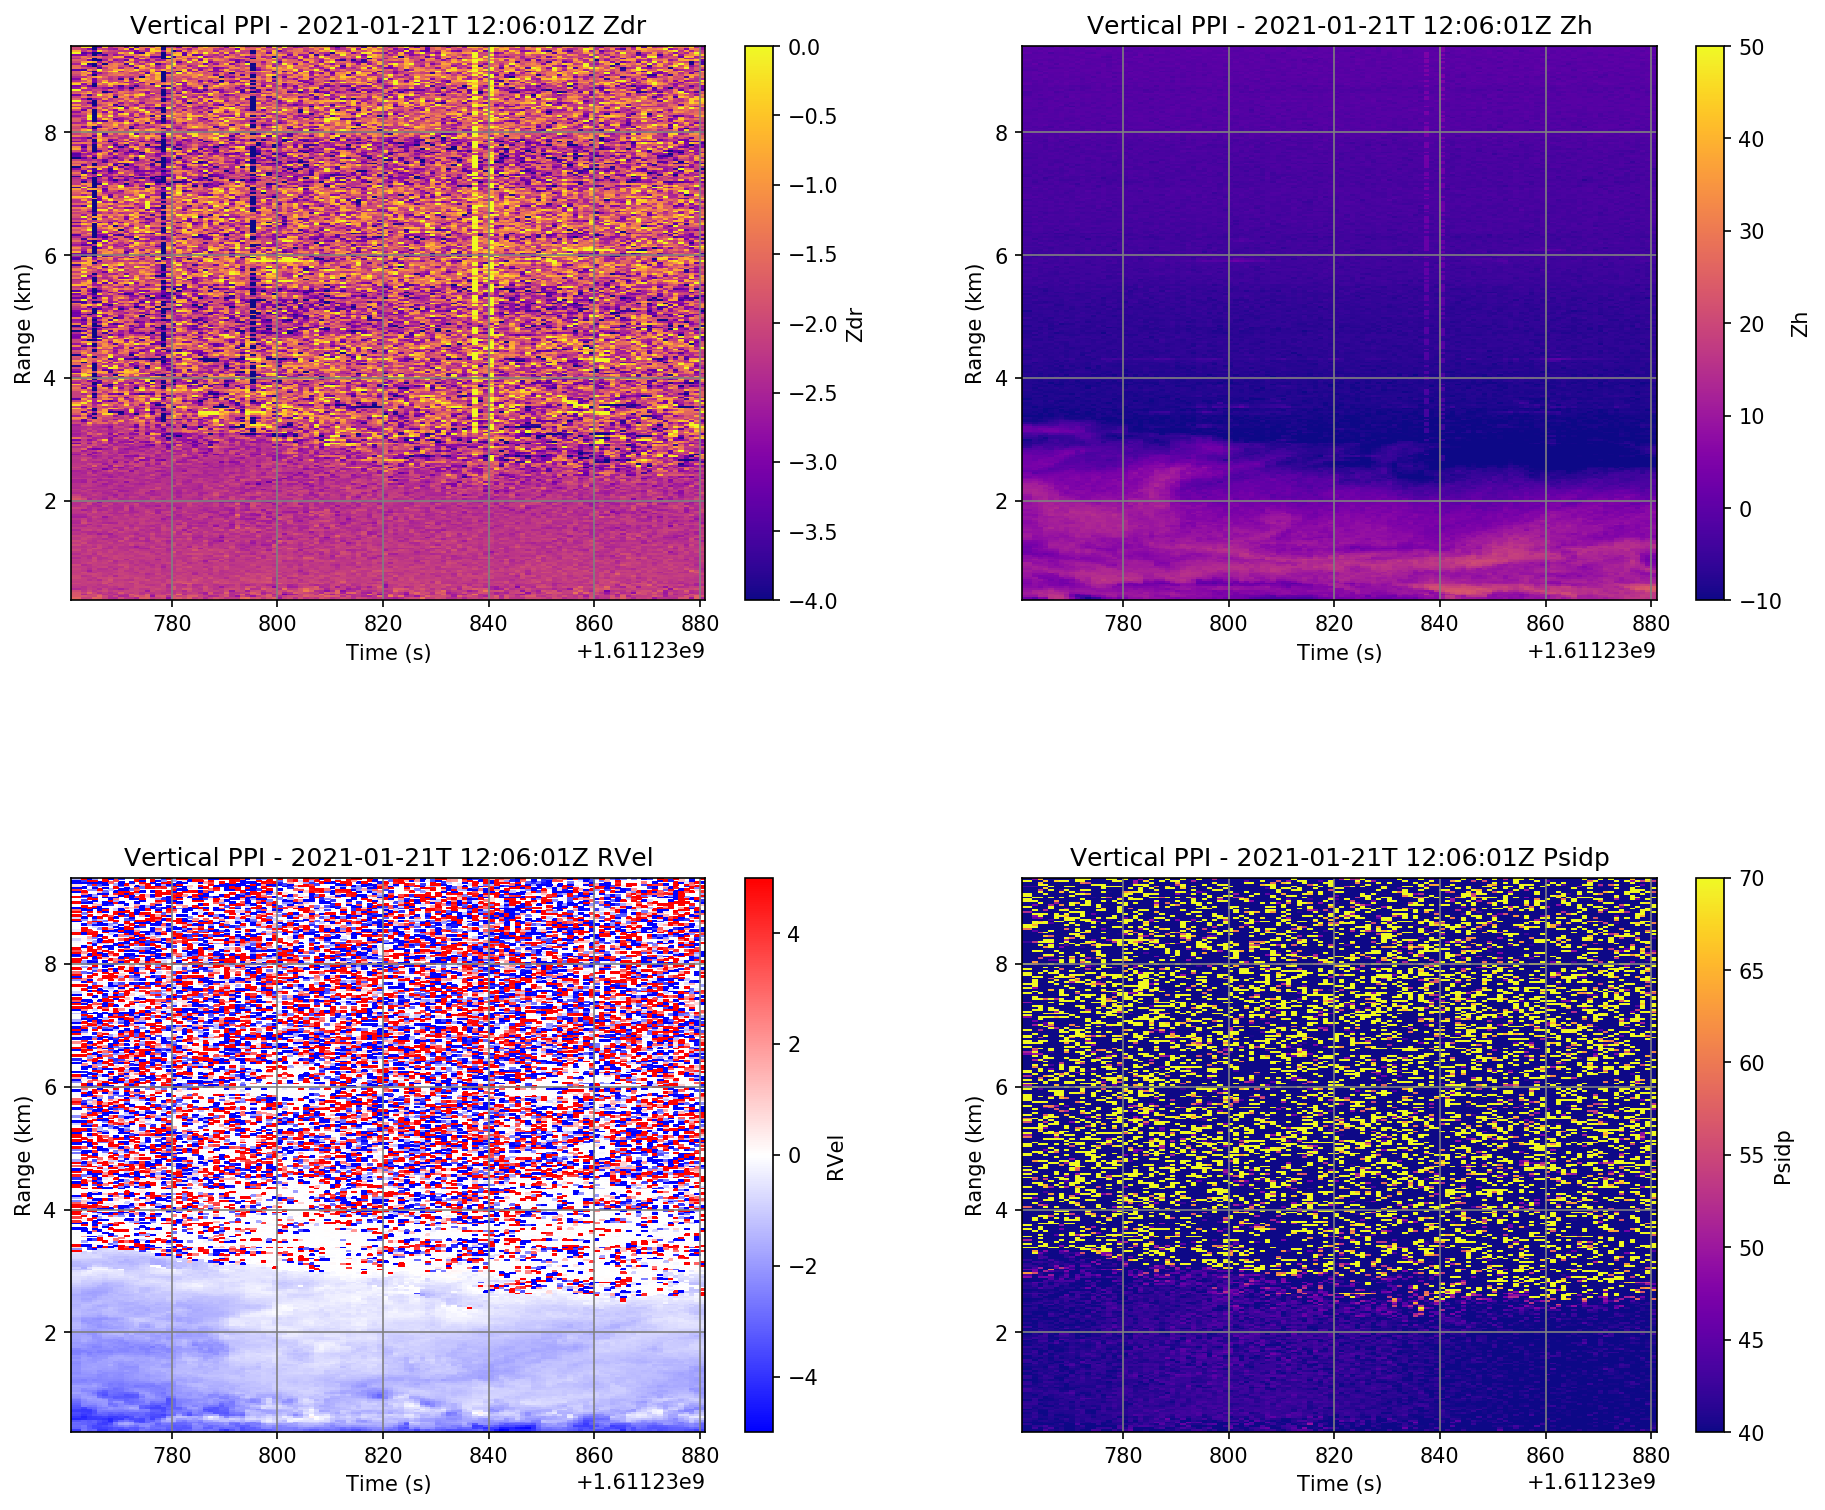 Vertical PPI - 2021-01-21T 12:06:01Z Zdr
8
6
4
2
Range (km)
780 800 820 840 860 880
Time (s)
+1.61123e9
0.0
−0.5
−1.0
−1.5
−2.0
−2.5
−3.0
−3.5
−4.0
Zdr
Vertical PPI - 2021-01-21T 12:06:01Z Zh
8
6
4
2
Range (km)
780 800 820 840 860 880
Time (s)
+1.61123e9
50
40
30
20
10
0
−10
Zh
Vertical PPI - 2021-01-21T 12:06:01Z RVel
8
6
4
2
Range (km)
780 800 820 840 860 880
Time (s)
+1.61123e9
4
2
0
−2
−4
RVel
Vertical PPI - 2021-01-21T 12:06:01Z Psidp
8
6
4
2
Range (km)
780 800 820 840 860 880
Time (s)
+1.61123e9
70
65
60
55
50
45
40
Psidp